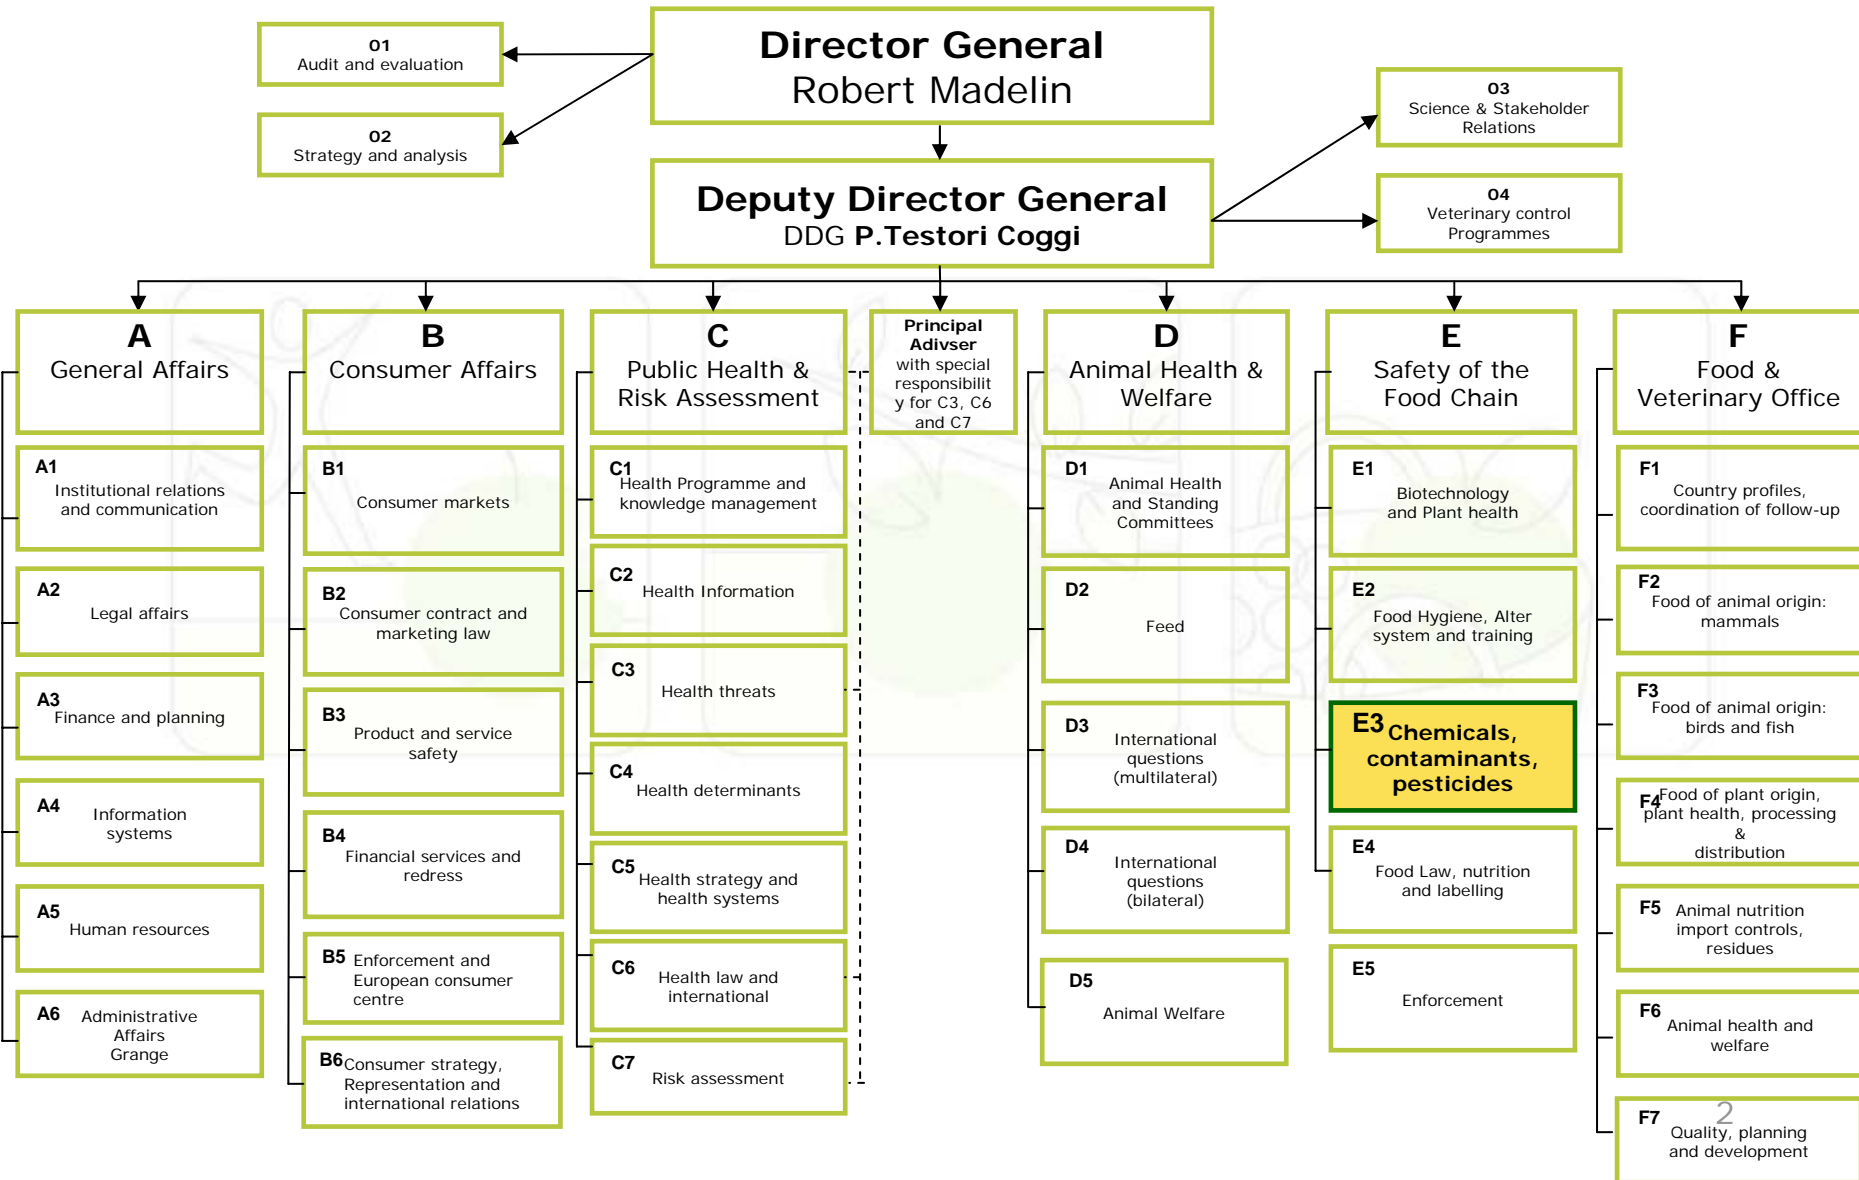 Director General
Robert Madelin
01
Audit and evaluation
02
Strategy and analysis
03
Science & Stakeholder
Relations
Deputy Director General
DDG P.Testori Coggi
04
Veterinary control
Programmes
A
General Affairs
B
Consumer Affairs
C
Public Health &
Risk Assessment
Principal
Adivser
with special
responsibilit
y for C3, C6
and C7
D
Animal Health &
Welfare
E
Safety of the
Food Chain
F
Food &
Veterinary Office
A1
Institutional relations
and communication
A2
Legal affairs
A3
Finance and planning
A4
Information
systems
A5
Human resources
A6
Administrative
Affairs
Grange
B1
Consumer markets
B2
Consumer contract and
marketing law
B3
Product and service
safety
B4
Financial services and
redress
B5
Enforcement and
European consumer
centre
B6
Consumer strategy,
Representation and
international relations
C1
Health Programme and
knowledge management
C2
Health Information
C3
Health threats
C4
Health determinants
C5
Health strategy and
health systems
C6
Health law and
international
C7
Risk assessment
D1
Animal Health
and Standing
Committees
D2
Feed
D3
International
questions
(multilateral)
D4
International
questions
(bilateral)
D5
Animal Welfare
E1
Biotechnology
and Plant health
E2
Food Hygiene, Alter
system and training
E3
Chemicals,
contaminants,
pesticides
E4
Food Law, nutrition
and labelling
E5
Enforcement
F1
Country profiles,
coordination of follow-up
F2
Food of animal origin:
mammals
F3
Food of animal origin:
birds and fish
F4
Food of plant origin,
plant health, processing
&
distribution
F5
Animal nutrition
import controls,
residues
F6
Animal health and
welfare
F7
Quality, planning
and development
2